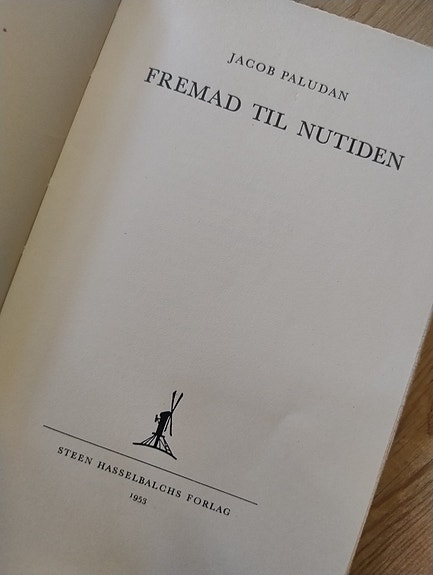 JACOB PALUDAN
FREMAD TIL NUTIDEN
STEEN HASSELBALCHS FORLAG
1953